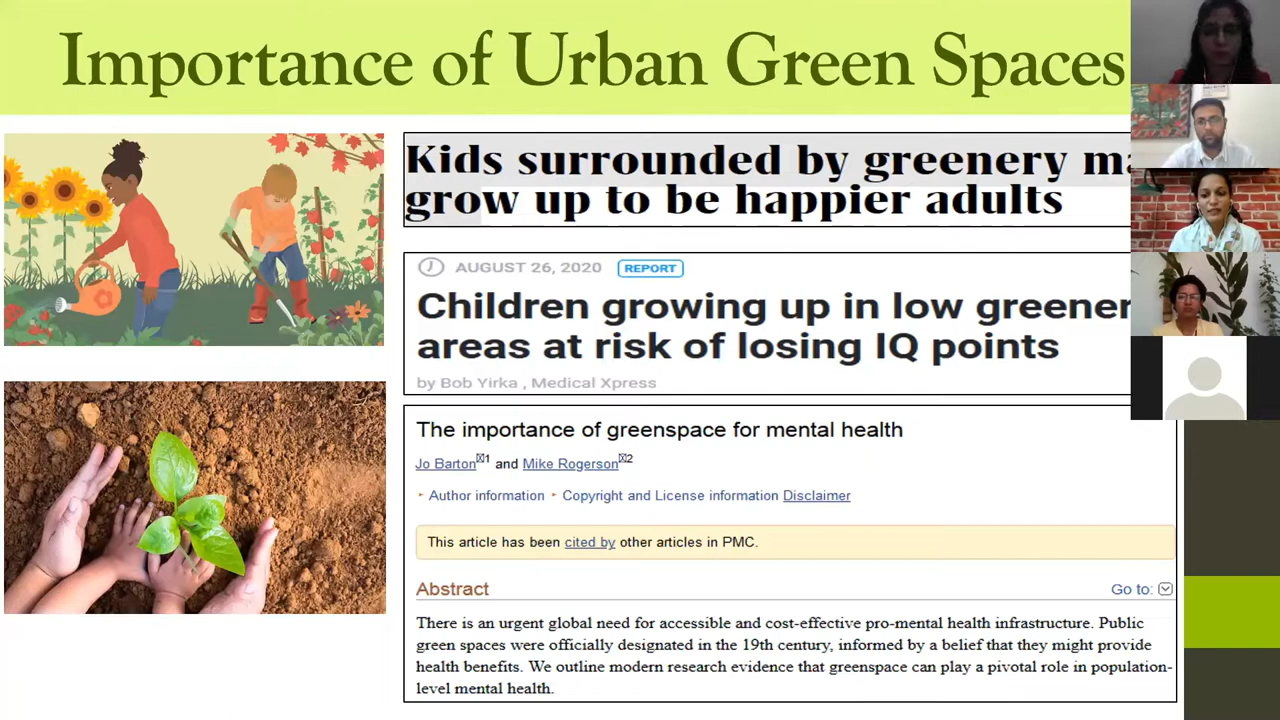 Importance of Urban Green Spaces
Kids surrounded by greenery
grow up to be happier adults
AUGUST 26, 2020 REPORT
Children growing up in low
areas at risk of losing IQ points
by Bob Yirka , Medical Xpress
The importance of greenspace for mental health
Jo Barton 1 and Mike Rogerson 2
Author information Copyright and License information Disclaimer
This article has been cited by other articles in PMC.
Abstract Go to:
There is an urgent global need for accessible and cost-effective pro-mental health infrastructure. Public
green spaces were officially designated in the 19th century, informed by a belief that they might provide
health benefits. We outline modern research evidence that greenspace can play a pivotal role in population-
level mental health.